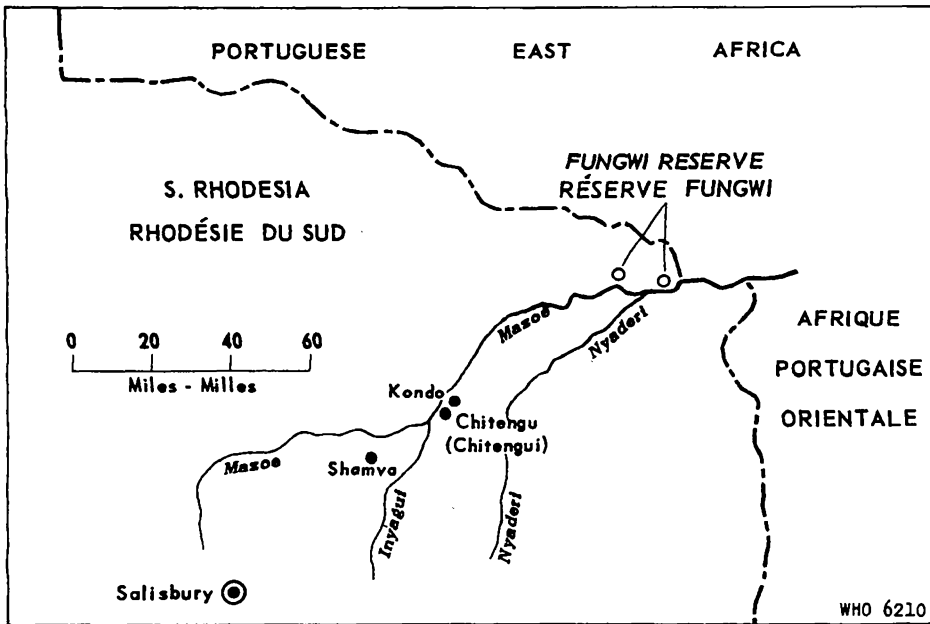 PORTUGUESE EAST AFRICA
FUNGWI RESERVE
RÉSERVE FUNGWI
S. RHODESIA
RHODÉSIE DU SUD
0 20 40 60
Miles - Milles
Mazoe
Nyaderi
AFRIQUE
PORTUGAISE
ORIENTALE
Kondo
Chitengu
(Chitengui)
Mazoe
Shamva
Inyagui
Nyaderi
Salisbury
WHO 6210